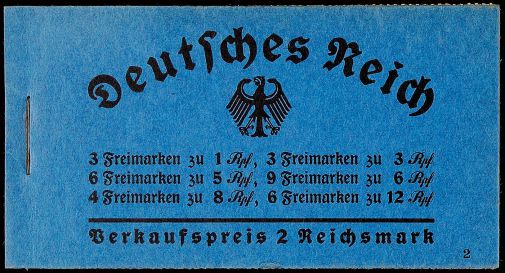 Deutsches Reich
3 Freimarken zu 1 Rpf, 3 Freimarken zu 3 Rpf
6 Freimarken zu 5 Rpf, 9 Freimarken zu 6 Rpf
4 Freimarken zu 8 Rpf, 6 Freimarken zu 12 Rpf
Verkaufspreis 2 Reichsmark
2